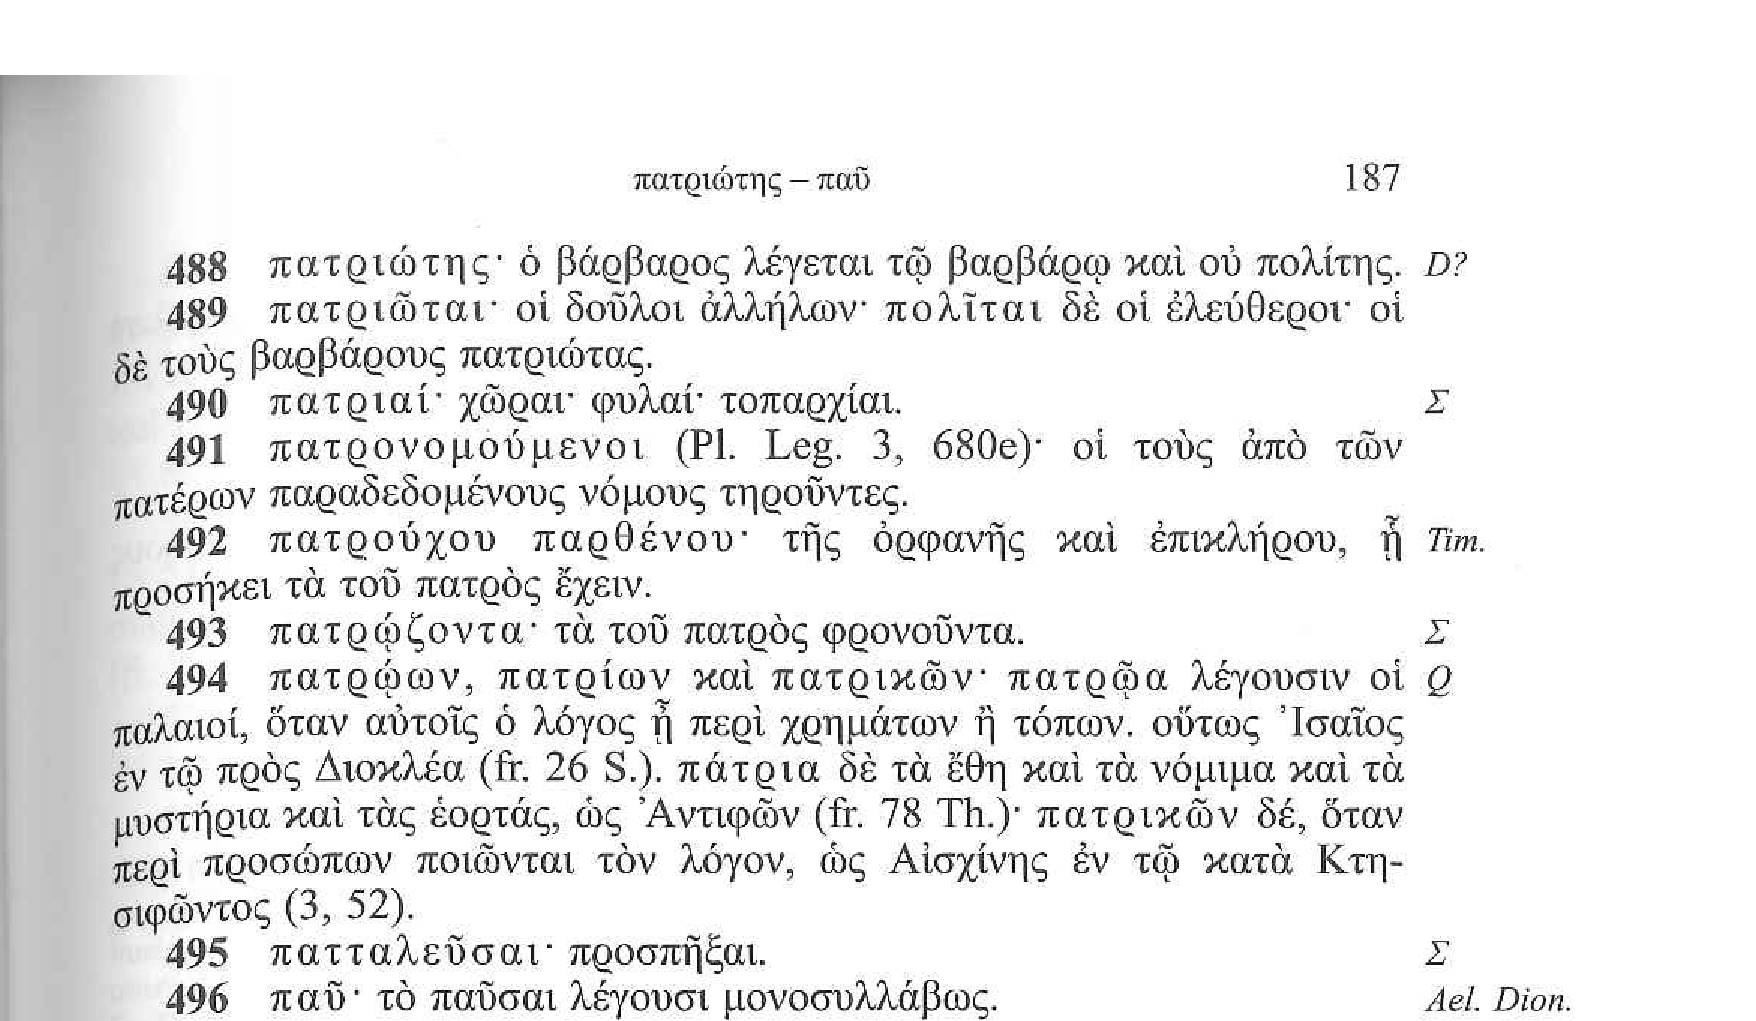 πατριώτης – παῦ 187
488 πατριώτης· ὁ βάρβαρος λέγεται τῷ βαρβάρῳ καὶ οὐ πολίτης. D?
489 πατριῶται· οἱ δοῦλοι ἀλλήλων· πολῖται δὲ οἱ ἐλεύθεροι· οἱ
δὲ τοὺς βαρβάρους πατριώτας.
490 πατριαί· χῶραι· φυλαί· τοπαρχίαι. Σ
491 πατρονομούμενοι (Pl. Leg. 3, 680e)· οἱ τοὺς ἀπὸ τῶν
πατέρων παραδεδομένους νόμους τηροῦντες.
492 πατρούχου παρθένου· τῆς ὀρφανῆς καὶ ἐπικλήρου, ᾗ Tim.
προσήκει τὰ τοῦ πατρὸς ἔχειν.
493 πατρῴζοντα· τὰ τοῦ πατρὸς φρονοῦντα. Σ
494 πατρῴων, πατρίων καὶ πατρικῶν· πατρῷα λέγουσιν οἱ Q
παλαιοί, ὅταν αὐτοῖς ὁ λόγος ᾖ περὶ χρημάτων ἢ τόπων. οὕτως Ἰσαῖος
ἐν τῷ πρὸς Διοκλέα (fr. 26 S.). πάτρια δὲ τὰ ἔθη καὶ τὰ νόμιμα καὶ τὰ
μυστήρια καὶ τὰς ἑορτάς, ὡς Ἀντιφῶν (fr. 78 Th.)· πατρικῶν δέ, ὅταν
περὶ προσώπων ποιῶνται τὸν λόγον, ὡς Αἰσχίνης ἐν τῷ κατὰ Κτη-
σιφῶντος (3, 52).
495 πατταλεῦσαι· προσπῆξαι. Σ
496 παῦ· τὸ παῦσαι λέγουσι μονοσυλλάβως. Ael. Dion.